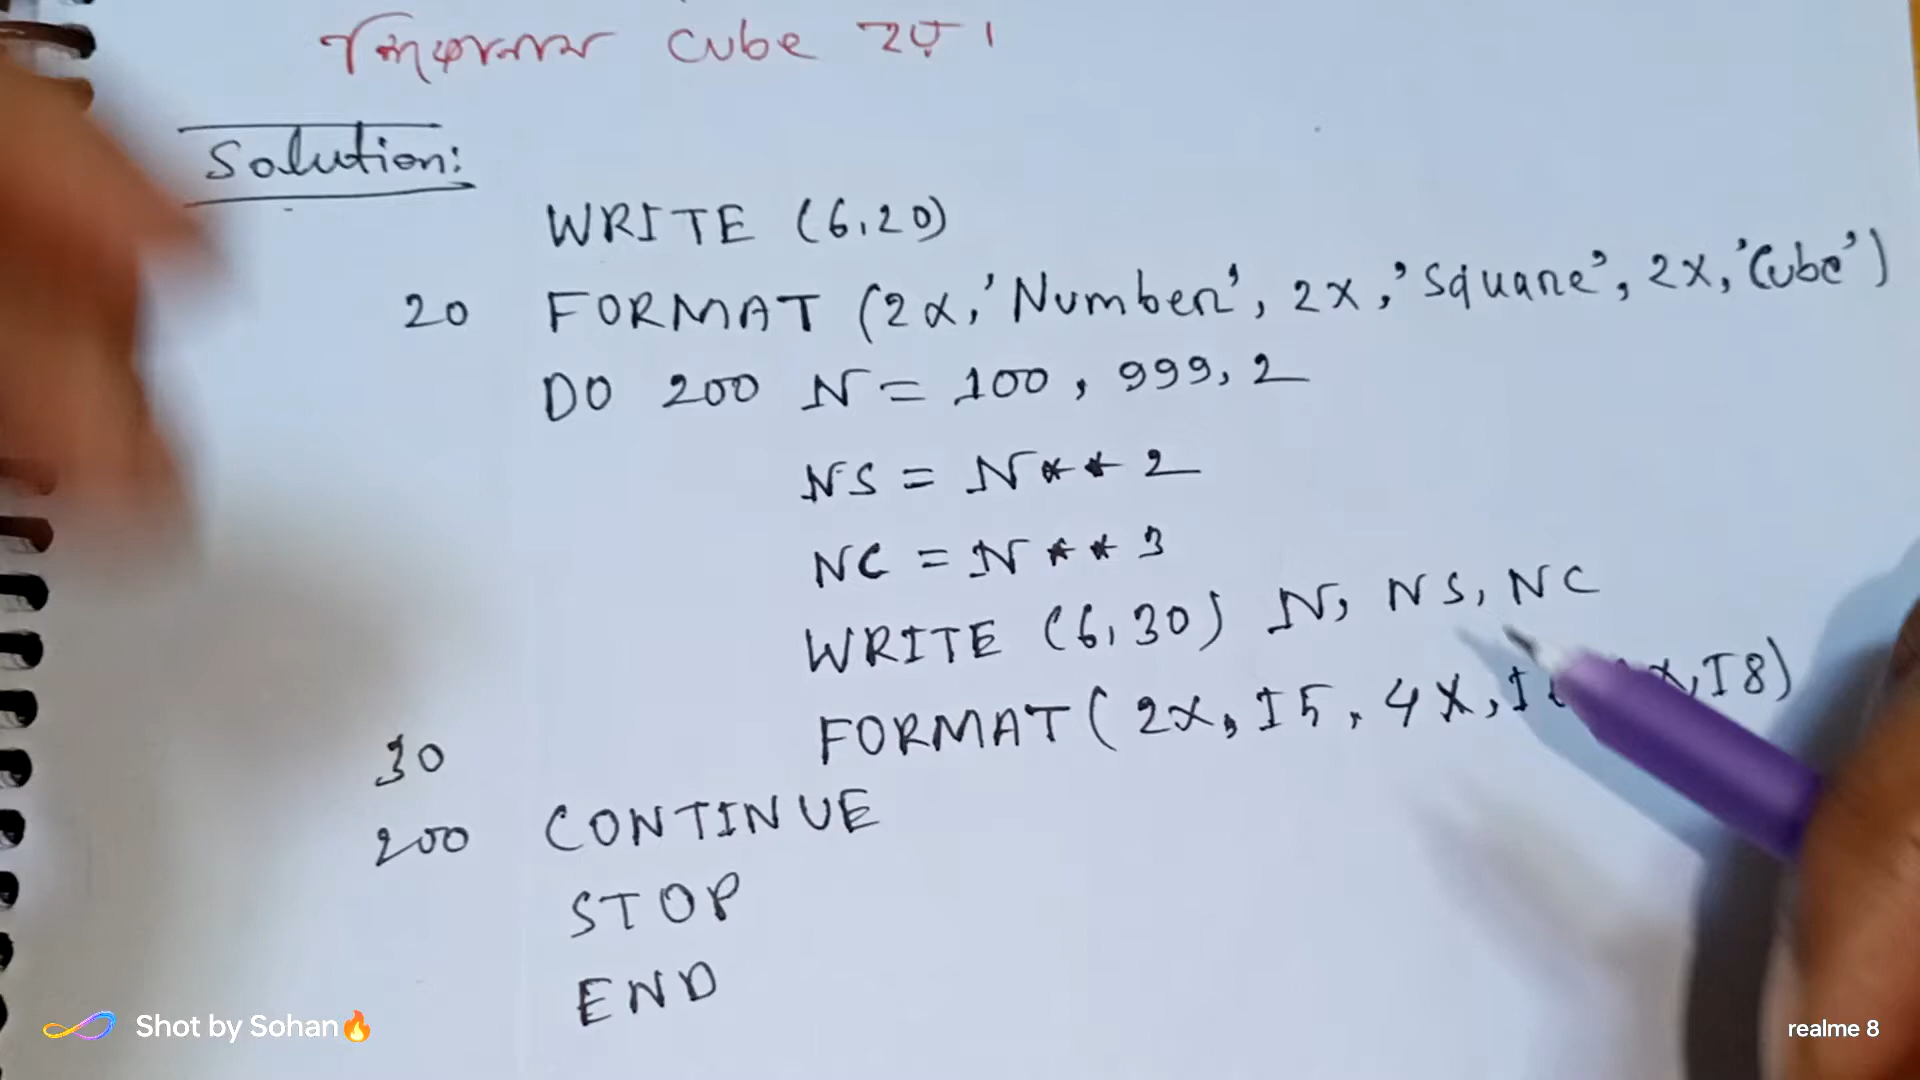 Cube হয়।
Solution:
WRITE (6,20)
20 FORMAT (2X,'Number', 2X,'Square', 2X,'Cube')
DO 200 N = 100, 999, 2
NS = N**2
NC = N**3
WRITE (6,30) N, NS, NC
30 FORMAT( 2X, I5, 4X, I8)
200 CONTINUE
STOP
END
Shot by Sohan🔥
realme 8